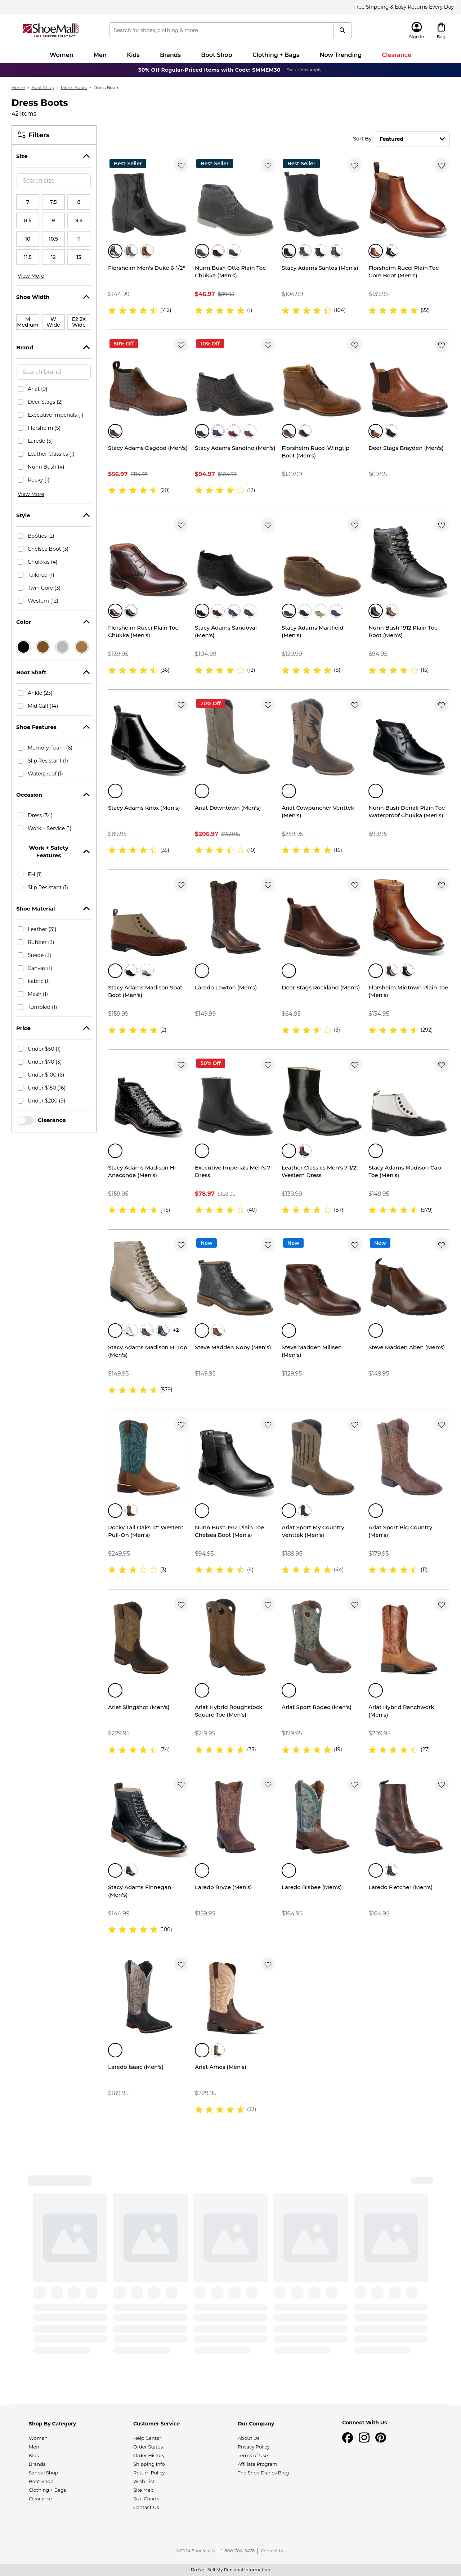 Free Shipping & Easy Returns Every Day
ShoeMall
FREE SHIPPING EVERY DAY
Search for shoes, clothing & more
Sign In
Bag
Women Men Kids Brands Boot Shop Clothing + Bags Now Trending Clearance
30% Off Regular-Priced Items with Code: SMMEM30 Exclusions Apply
Home > Boot Shop > Men's Boots > Dress Boots
Dress Boots
42 items
Filters
Size
Search size
7 7.5 8
8.5 9 9.5
10 10.5 11
11.5 12 13
View More
Shoe Width
M Medium
W Wide
E2 2X Wide
Brand
Search brand
Ariat (9)
Deer Stags (2)
Executive Imperials (1)
Florsheim (5)
Laredo (5)
Leather Classics (1)
Nunn Bush (4)
Rocky (1)
View More
Style
Booties (2)
Chelsea Boot (3)
Chukkas (4)
Tailored (1)
Twin Gore (3)
Western (12)
Color
Boot Shaft
Ankle (23)
Mid Calf (14)
Shoe Features
Memory Foam (6)
Slip Resistant (1)
Waterproof (1)
Occasion
Dress (34)
Work + Service (1)
Work + Safety Features
EH (1)
Slip Resistant (1)
Shoe Material
Leather (31)
Rubber (3)
Suede (3)
Canvas (1)
Fabric (1)
Mesh (1)
Tumbled (1)
Price
Under $50 (1)
Under $70 (3)
Under $100 (6)
Under $150 (16)
Under $200 (9)
Clearance
Sort By: Featured
Best-Seller
Florsheim Men's Duke 6-1/2"
$144.99
(712)
Best-Seller
Nunn Bush Otto Plain Toe Chukka (Men's)
$46.97 $89.95
(1)
Best-Seller
Stacy Adams Santos (Men's)
$104.99
(104)
Florsheim Rucci Plain Toe Gore Boot (Men's)
$139.95
(22)
50% Off
Stacy Adams Osgood (Men's)
$56.97 $114.95
(20)
10% Off
Stacy Adams Sandino (Men's)
$94.97 $104.99
(12)
Florsheim Rucci Wingtip Boot (Men's)
$139.99
Deer Stags Brayden (Men's)
$69.95
Florsheim Rucci Plain Toe Chukka (Men's)
$139.95
(36)
Stacy Adams Sandoval (Men's)
$104.99
(12)
Stacy Adams Martfield (Men's)
$129.99
(8)
Nunn Bush 1912 Plain Toe Boot (Men's)
$94.95
(15)
Stacy Adams Knox (Men's)
$89.95
(35)
20% Off
Ariat Downtown (Men's)
$206.97 $259.95
(10)
Ariat Cowpuncher Venttek (Men's)
$259.95
(16)
Nunn Bush Denali Plain Toe Waterproof Chukka (Men's)
$99.95
Stacy Adams Madison Spat Boot (Men's)
$159.99
(2)
Laredo Lawton (Men's)
$149.99
Deer Stags Rockland (Men's)
$64.95
(3)
Florsheim Midtown Plain Toe (Men's)
$134.95
(292)
Stacy Adams Madison Hi Anaconda (Men's)
$159.95
(115)
50% Off
Executive Imperials Men's 7" Dress
$78.97 $158.95
(40)
Leather Classics Men's 7-1/2" Western Dress
$139.99
(87)
Stacy Adams Madison Cap Toe (Men's)
$149.95
(579)
+2
Stacy Adams Madison Hi Top (Men's)
$149.95
(579)
New
Steve Madden Noby (Men's)
$149.95
New
Steve Madden Millsen (Men's)
$129.95
New
Steve Madden Aben (Men's)
$149.95
Rocky Tall Oaks 12" Western Pull-On (Men's)
$249.95
(3)
Nunn Bush 1912 Plain Toe Chelsea Boot (Men's)
$94.95
(4)
Ariat Sport My Country Venttek (Men's)
$189.95
(44)
Ariat Sport Big Country (Men's)
$179.95
(11)
Ariat Slingshot (Men's)
$229.95
(34)
Ariat Hybrid Roughstock Square Toe (Men's)
$219.95
(33)
Ariat Sport Rodeo (Men's)
$179.95
(19)
Ariat Hybrid Ranchwork (Men's)
$209.95
(27)
Stacy Adams Finnegan (Men's)
$144.99
(100)
Laredo Bryce (Men's)
$159.95
Laredo Bisbee (Men's)
$164.95
Laredo Fletcher (Men's)
$164.95
Laredo Isaac (Men's)
$169.95
Ariat Amos (Men's)
$229.95
(37)
Shop By Category
Women
Men
Kids
Brands
Sandal Shop
Boot Shop
Clothing + Bags
Clearance
Customer Service
Help Center
Order Status
Order History
Shipping Info
Return Policy
Wish List
Site Map
Size Charts
Contact Us
Our Company
About Us
Privacy Policy
Terms of Use
Affiliate Program
The Shoe Diaries Blog
Connect With Us
©2024 ShoeMall® | 1-800-704-5478 | Contact Us
Do Not Sell My Personal Information